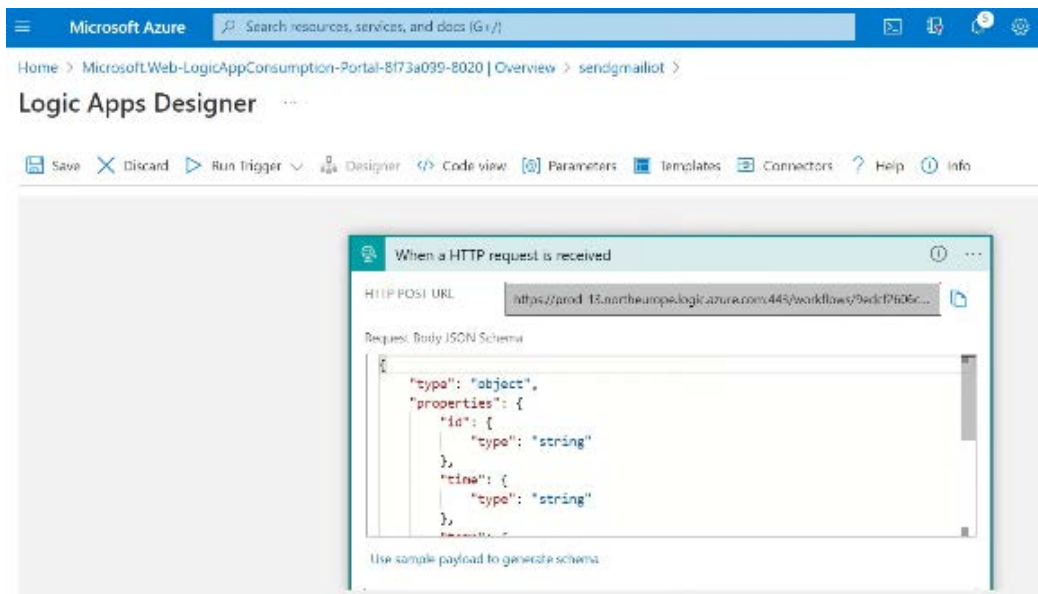 Microsoft Azure
Search resources, services, and docs (G+/)
5
Home > Microsoft.Web-LogicAppConsumption-Portal-8f73a099-8020 | Overview > sendgmailiot >
Logic Apps Designer ...
Save Discard Run Trigger Designer Code view Parameters Templates Connectors Help Info
When a HTTP request is received
HTTP POST URL
https://prod-13.northeurope.logic.azure.com:443/workflows/9edcf2606c...
Request Body JSON Schema
{
"type": "object",
"properties": {
"id": {
"type": "string"
},
"time": {
"type": "string"
},
Use sample payload to generate schema